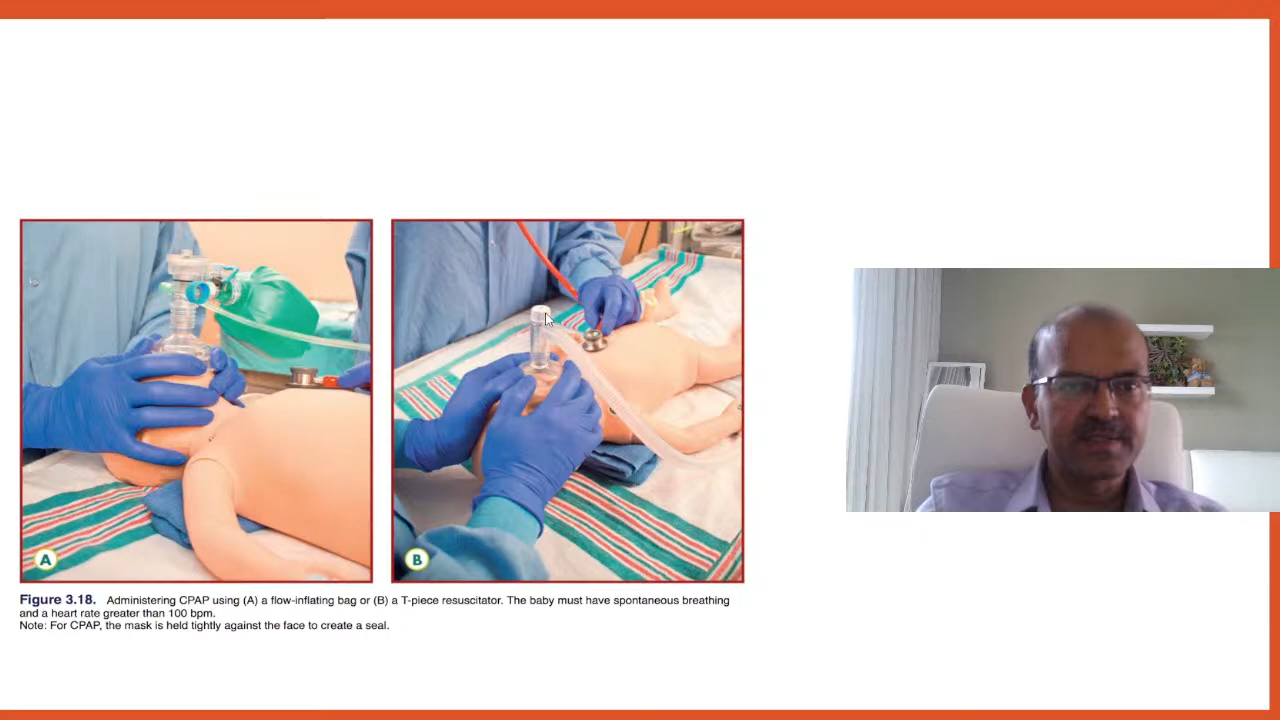 A
B
Figure 3.18. Administering CPAP using (A) a flow-inflating bag or (B) a T-piece resuscitator. The baby must have spontaneous breathing
and a heart rate greater than 100 bpm.
Note: For CPAP, the mask is held tightly against the face to create a seal.